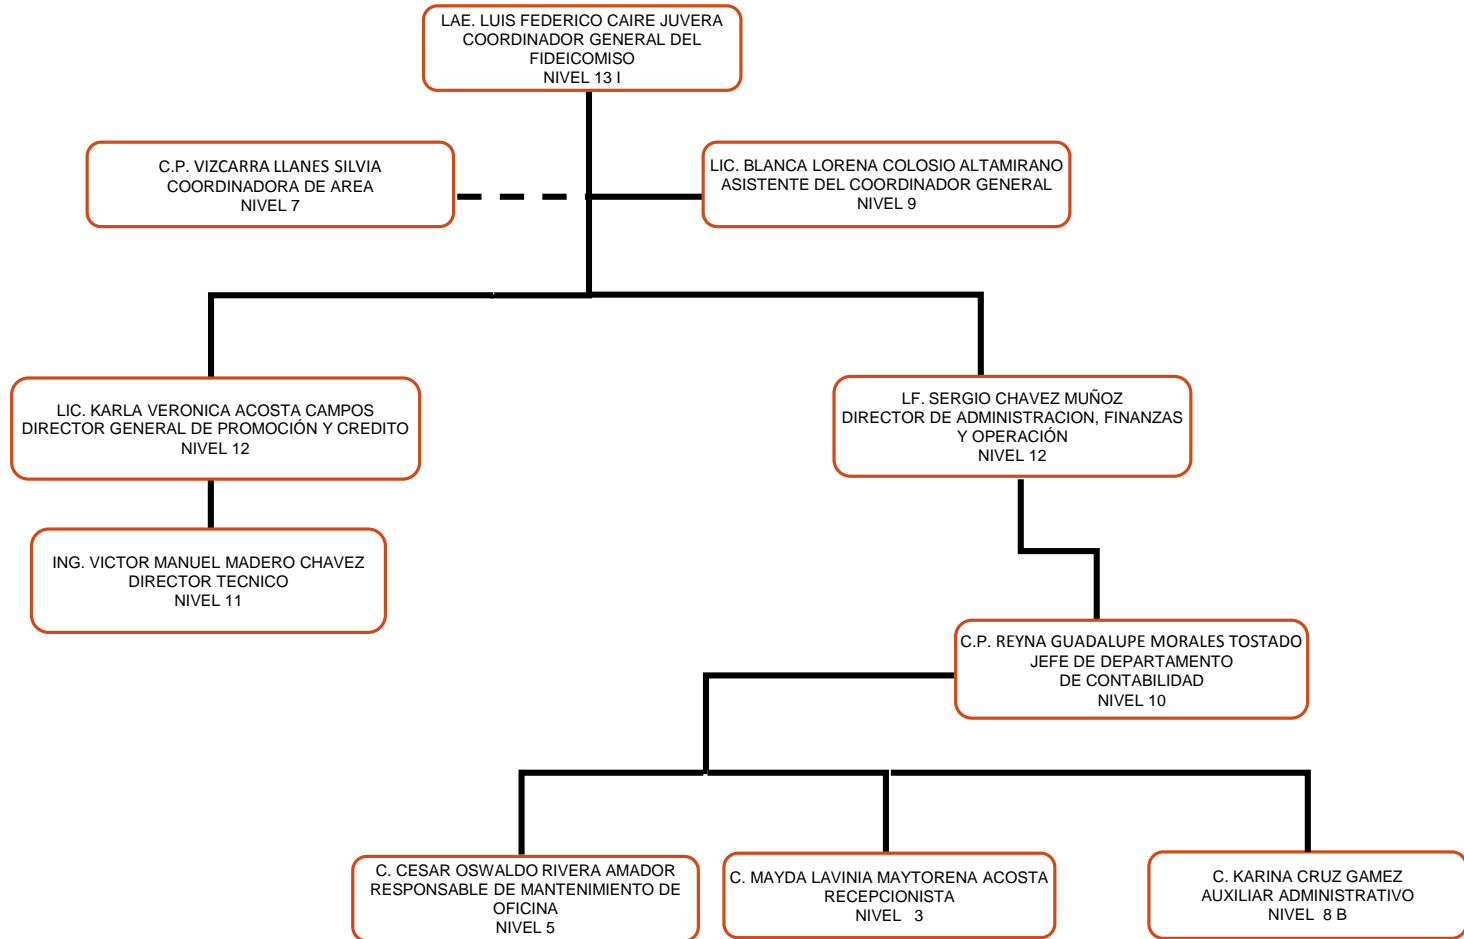 LAE. LUIS FEDERICO CAIRE JUVERA
COORDINADOR GENERAL DEL
FIDEICOMISO
NIVEL 13 I
C.P. VIZCARRA LLANES SILVIA
COORDINADORA DE AREA
NIVEL 7
LIC. BLANCA LORENA COLOSIO ALTAMIRANO
ASISTENTE DEL COORDINADOR GENERAL
NIVEL 9
LIC. KARLA VERONICA ACOSTA CAMPOS
DIRECTOR GENERAL DE PROMOCIÓN Y CREDITO
NIVEL 12
LF. SERGIO CHAVEZ MUÑOZ
DIRECTOR DE ADMINISTRACION, FINANZAS
Y OPERACIÓN
NIVEL 12
ING. VICTOR MANUEL MADERO CHAVEZ
DIRECTOR TECNICO
NIVEL 11
C.P. REYNA GUADALUPE MORALES TOSTADO
JEFE DE DEPARTAMENTO
DE CONTABILIDAD
NIVEL 10
C. CESAR OSWALDO RIVERA AMADOR
RESPONSABLE DE MANTENIMIENTO DE
OFICINA
NIVEL 5
C. MAYDA LAVINIA MAYTORENA ACOSTA
RECEPCIONISTA
NIVEL 3
C. KARINA CRUZ GAMEZ
AUXILIAR ADMINISTRATIVO
NIVEL 8 B